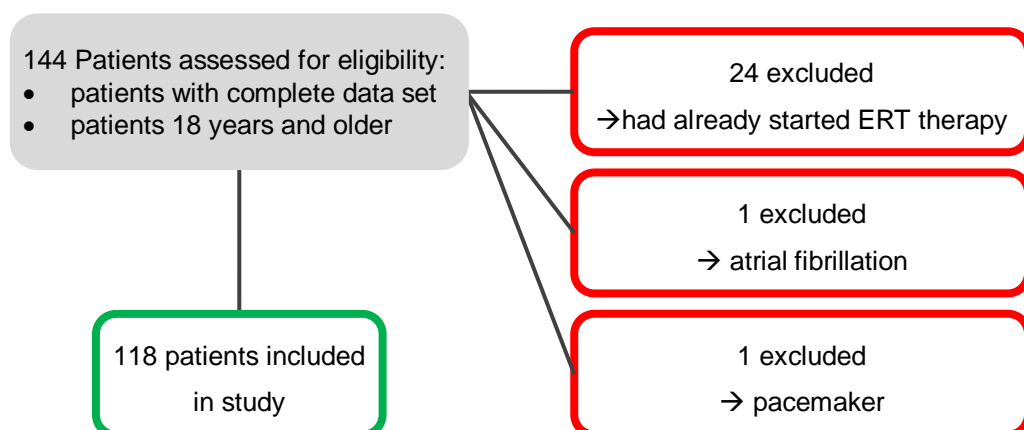 144 Patients assessed for eligibility:
• patients with complete data set
• patients 18 years and older
24 excluded
→had already started ERT therapy
1 excluded
→ atrial fibrillation
118 patients included
in study
1 excluded
→ pacemaker